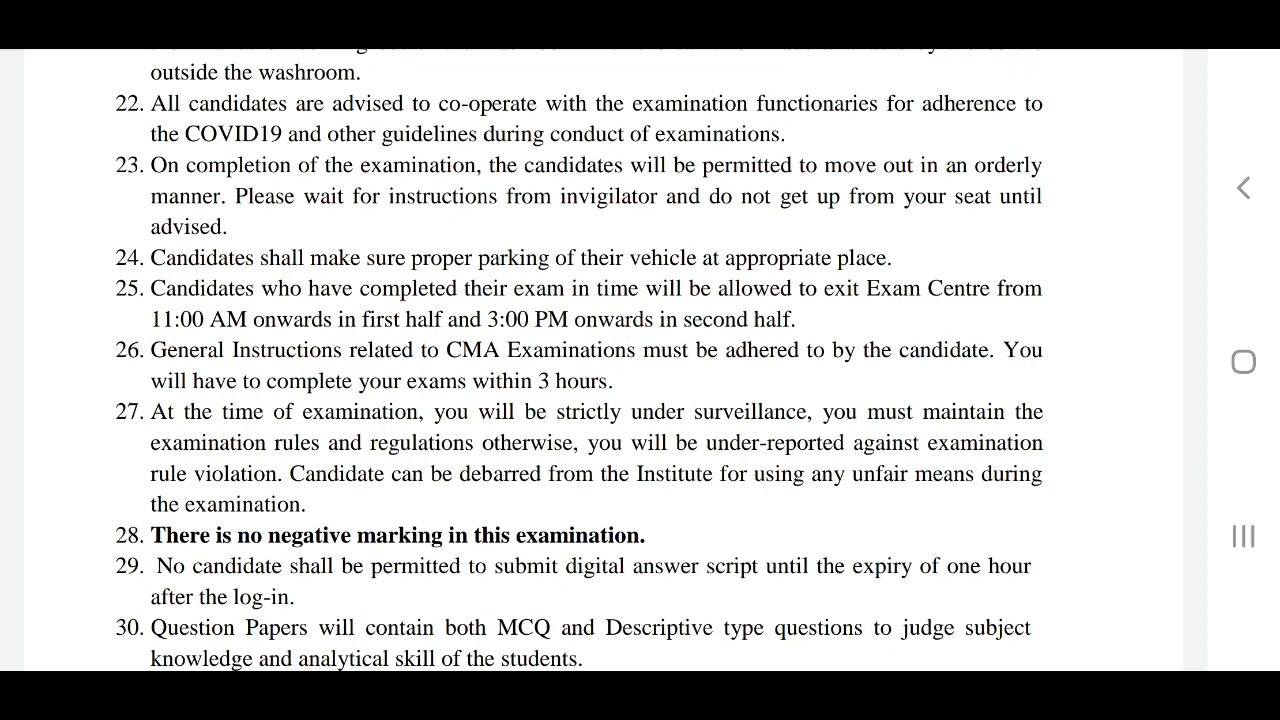 outside the washroom.
22. All candidates are advised to co-operate with the examination functionaries for adherence to
the COVID19 and other guidelines during conduct of examinations.
23. On completion of the examination, the candidates will be permitted to move out in an orderly
manner. Please wait for instructions from invigilator and do not get up from your seat until
advised.
24. Candidates shall make sure proper parking of their vehicle at appropriate place.
25. Candidates who have completed their exam in time will be allowed to exit Exam Centre from
11:00 AM onwards in first half and 3:00 PM onwards in second half.
26. General Instructions related to CMA Examinations must be adhered to by the candidate. You
will have to complete your exams within 3 hours.
27. At the time of examination, you will be strictly under surveillance, you must maintain the
examination rules and regulations otherwise, you will be under-reported against examination
rule violation. Candidate can be debarred from the Institute for using any unfair means during
the examination.
28. There is no negative marking in this examination.
29. No candidate shall be permitted to submit digital answer script until the expiry of one hour
after the log-in.
30. Question Papers will contain both MCQ and Descriptive type questions to judge subject
knowledge and analytical skill of the students.